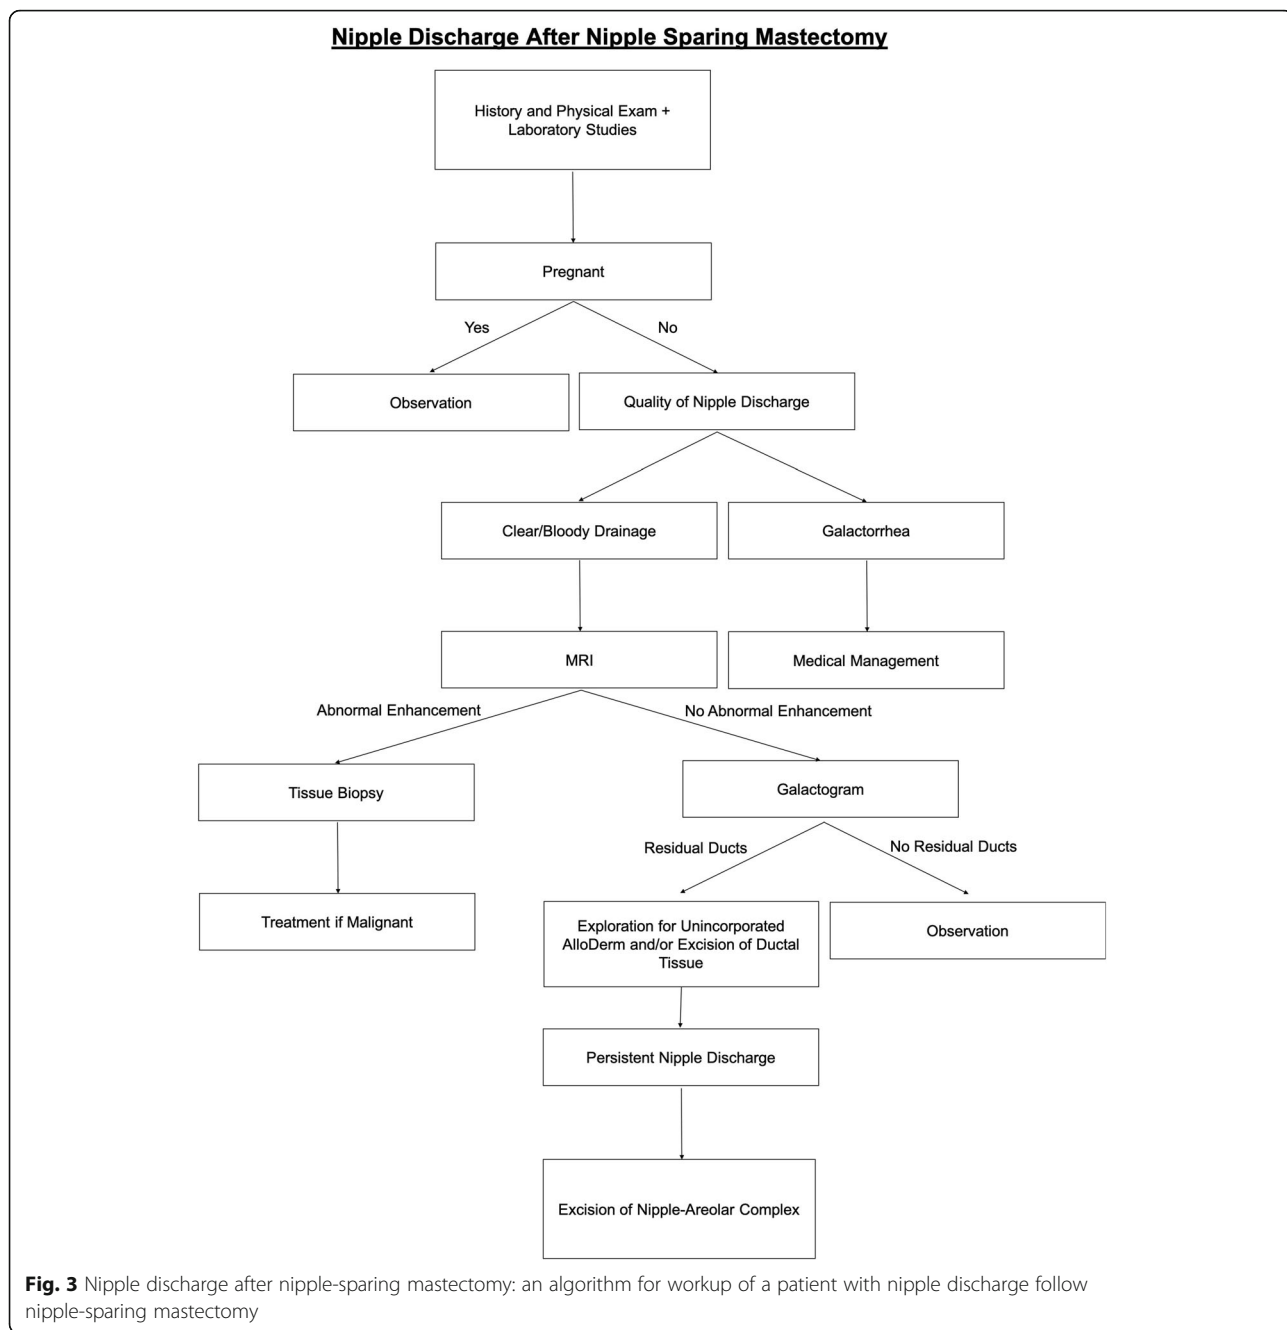 Nipple Discharge After Nipple Sparing Mastectomy
History and Physical Exam +
Laboratory Studies
Pregnant
Yes
No
Observation
Quality of Nipple Discharge
Clear/Bloody Drainage
Galactorrhea
MRI
Medical Management
Abnormal Enhancement
No Abnormal Enhancement
Tissue Biopsy
Galactogram
Residual Ducts
No Residual Ducts
Treatment if Malignant
Exploration for Unincorporated
AlloDerm and/or Excision of Ductal
Tissue
Observation
Persistent Nipple Discharge
Excision of Nipple-Areolar Complex
Fig. 3 Nipple discharge after nipple-sparing mastectomy: an algorithm for workup of a patient with nipple discharge follow
nipple-sparing mastectomy